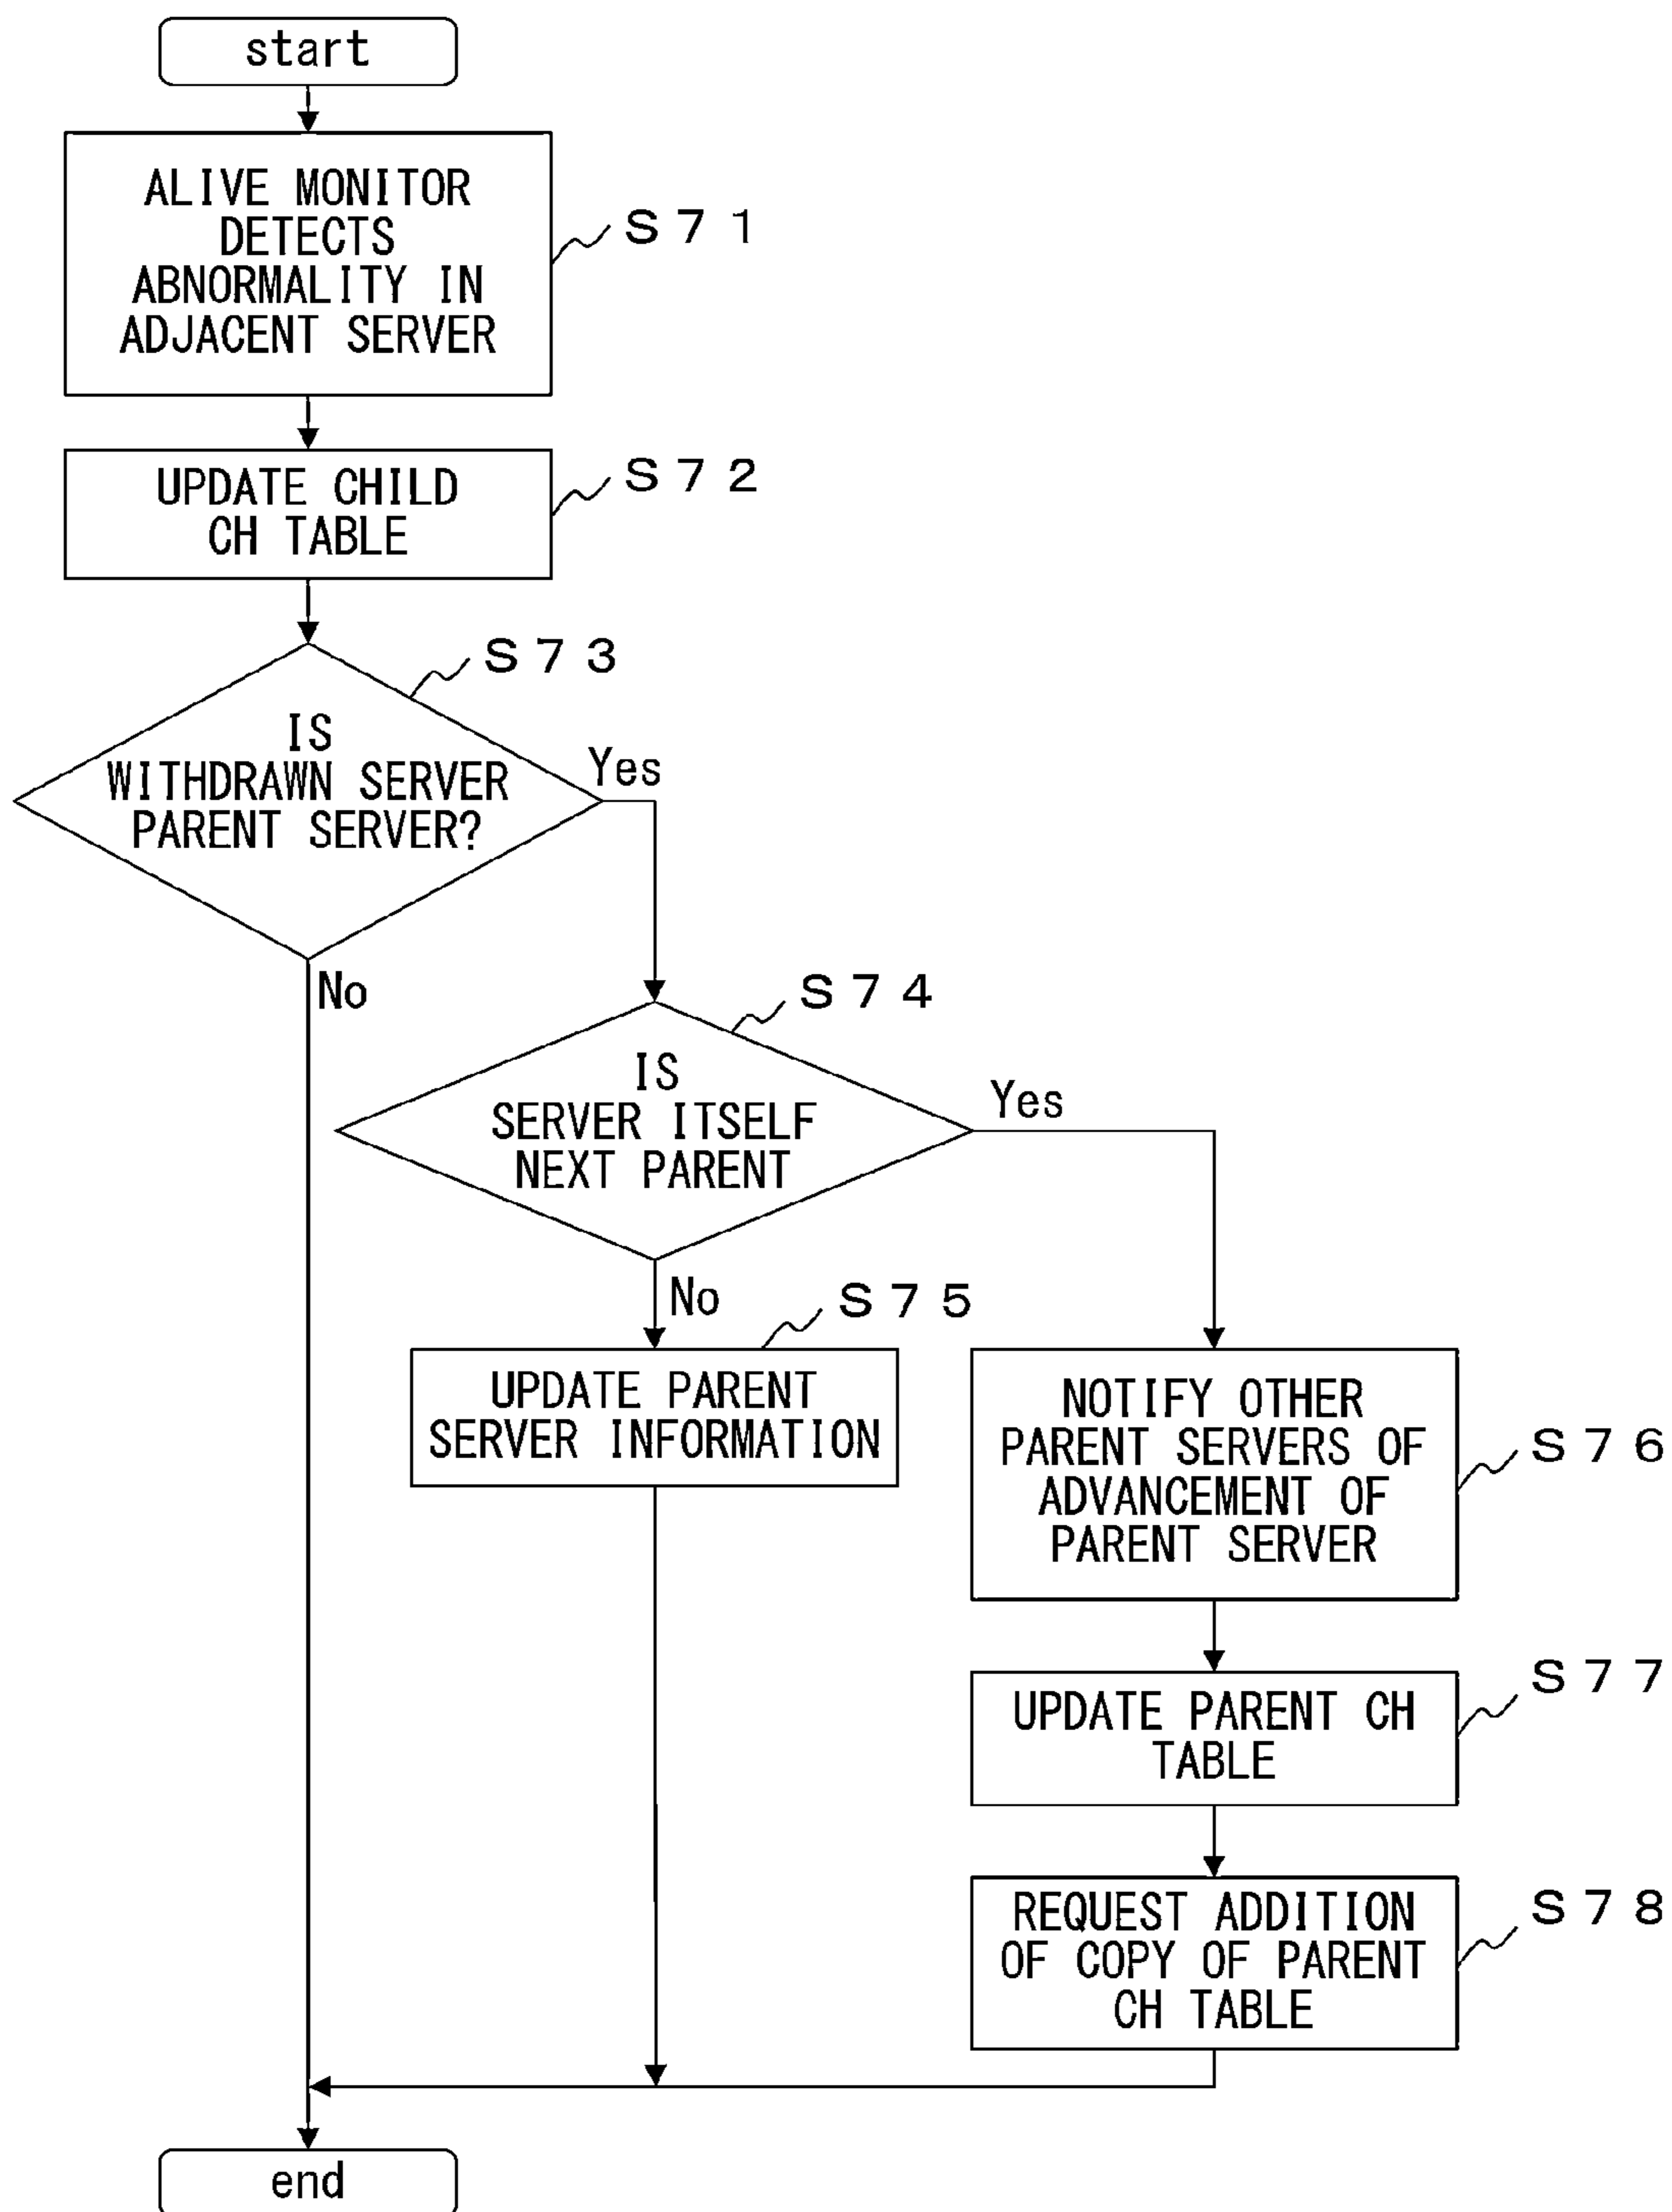 start
ALIVE MONITOR
DETECTS
ABNORMALITY IN
ADJACENT SERVER
S71
UPDATE CHILD
CH TABLE
S72
IS
WITHDRAWN SERVER
PARENT SERVER?
S73
Yes
No
IS
SERVER ITSELF
NEXT PARENT
S74
Yes
No
UPDATE PARENT
SERVER INFORMATION
S75
NOTIFY OTHER
PARENT SERVERS OF
ADVANCEMENT OF
PARENT SERVER
S76
UPDATE PARENT CH
TABLE
S77
REQUEST ADDITION
OF COPY OF PARENT
CH TABLE
S78
end